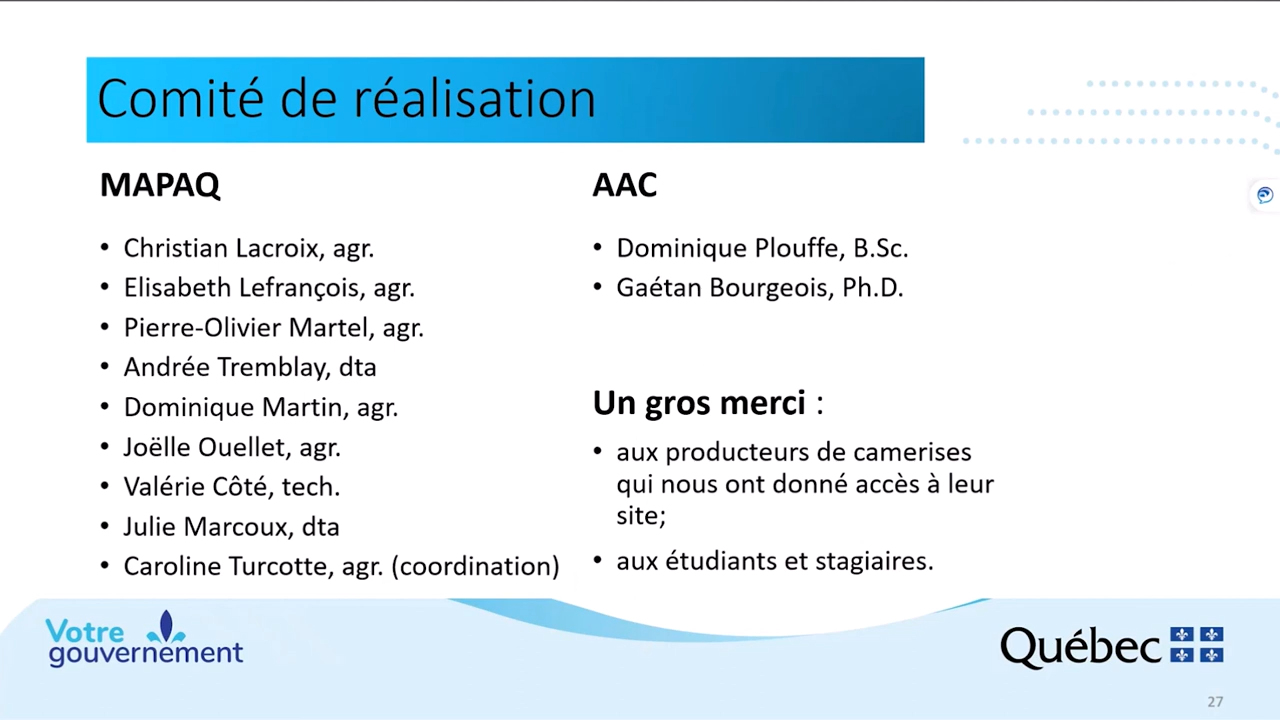 Comité de réalisation
MAPAQ
• Christian Lacroix, agr.
• Elisabeth Lefrançois, agr.
• Pierre-Olivier Martel, agr.
• Andrée Tremblay, dta
• Dominique Martin, agr.
• Joëlle Ouellet, agr.
• Valérie Côté, tech.
• Julie Marcoux, dta
• Caroline Turcotte, agr. (coordination)
AAC
• Dominique Plouffe, B.Sc.
• Gaétan Bourgeois, Ph.D.
Un gros merci :
• aux producteurs de camerises
qui nous ont donné accès à leur
site;
• aux étudiants et stagiaires.
Votre
gouvernement
Québec
27